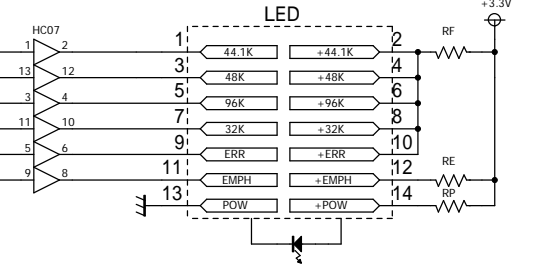 LED
+3.3V
HC07
RF
1 2 1 44.1K +44.1K 2
13 12 3 48K +48K 4
3 4 5 96K +96K 6
11 10 7 32K +32K 8
5 6 9 ERR +ERR 10
9 8 11 EMPH +EMPH 12 RE
13 POW +POW 14 RP